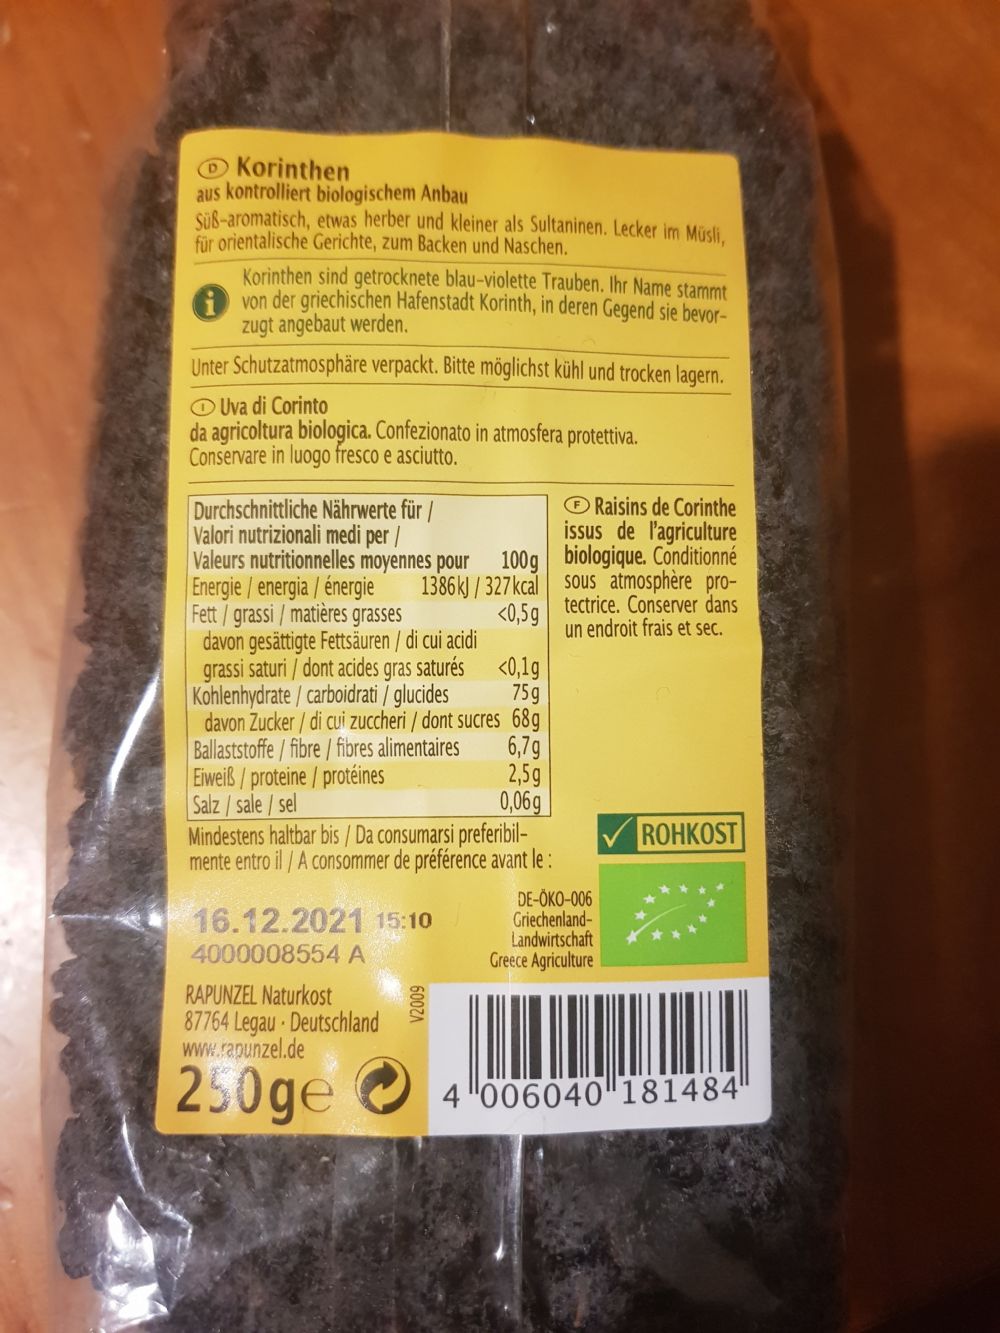 D Korinthen
aus kontrolliert biologischem Anbau
Süß-aromatisch, etwas herber und kleiner als Sultaninen. Lecker im Müsli,
für orientalische Gerichte, zum Backen und Naschen.
i
Korinthen sind getrocknete blau-violette Trauben. Ihr Name stammt
von der griechischen Hafenstadt Korinth, in deren Gegend sie bevor-
zugt angebaut werden.
Unter Schutzatmosphäre verpackt. Bitte möglichst kühl und trocken lagern.
I Uva di Corinto
da agricoltura biologica. Confezionato in atmosfera protettiva.
Conservare in luogo fresco e asciutto.
Durchschnittliche Nährwerte für /
Valori nutrizionali medi per /
Valeurs nutritionnelles moyennes pour 100g
Energie / energia / énergie 1386kJ / 327kcal
Fett / grassi / matières grasses <0,5g
davon gesättigte Fettsäuren / di cui acidi
grassi saturi / dont acides gras saturés <0,1g
Kohlenhydrate / carboidrati / glucides 75g
davon Zucker / di cui zuccheri / dont sucres 68g
Ballaststoffe / fibre / fibres alimentaires 6,7g
Eiweiß / proteine / protéines 2,5g
Salz / sale / sel 0,06g
F Raisins de Corinthe
issus de l'agriculture
biologique. Conditionné
sous atmosphère pro-
tectrice. Conserver dans
un endroit frais et sec.
Mindestens haltbar bis / Da consumarsi preferibil-
mente entro il / A consommer de préférence avant le :
16.12.2021 15:10
4000008554 A
ROHKOST
DE-ÖKO-006
Griechenland-
Landwirtschaft
Greece Agriculture
RAPUNZEL Naturkost
87764 Legau · Deutschland
www.rapunzel.de
250g e
V2009
4 006040 181484